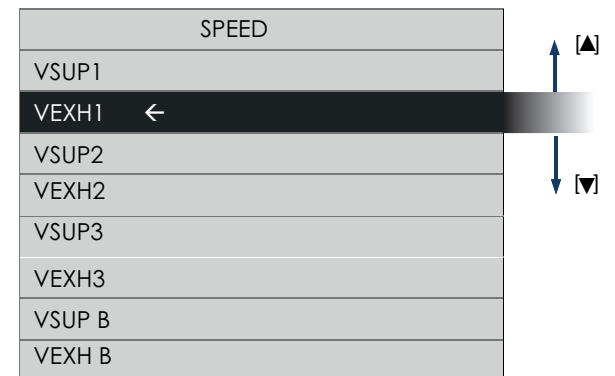 SPEED
[▲]
VSUP1
VEXH1 ←
VSUP2
VEXH2 [▼]
VSUP3
VEXH3
VSUP B
VEXH B